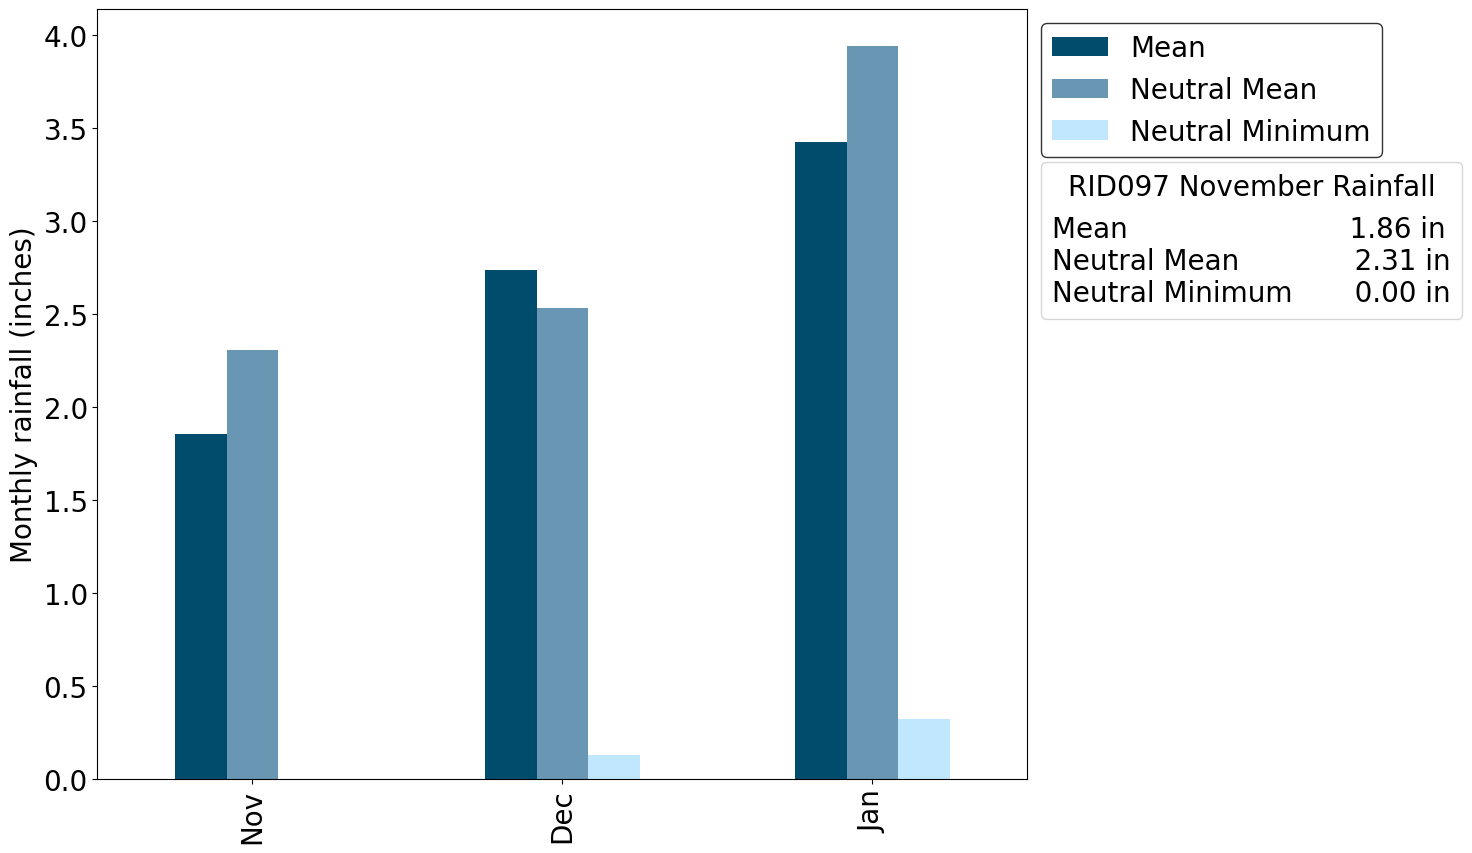 Monthly rainfall (inches)
4.0
3.5
3.0
2.5
2.0
1.5
1.0
0.5
0.0
Nov
Dec
Jan
Mean
Neutral Mean
Neutral Minimum
RID097 November Rainfall
Mean 1.86 in
Neutral Mean 2.31 in
Neutral Minimum 0.00 in